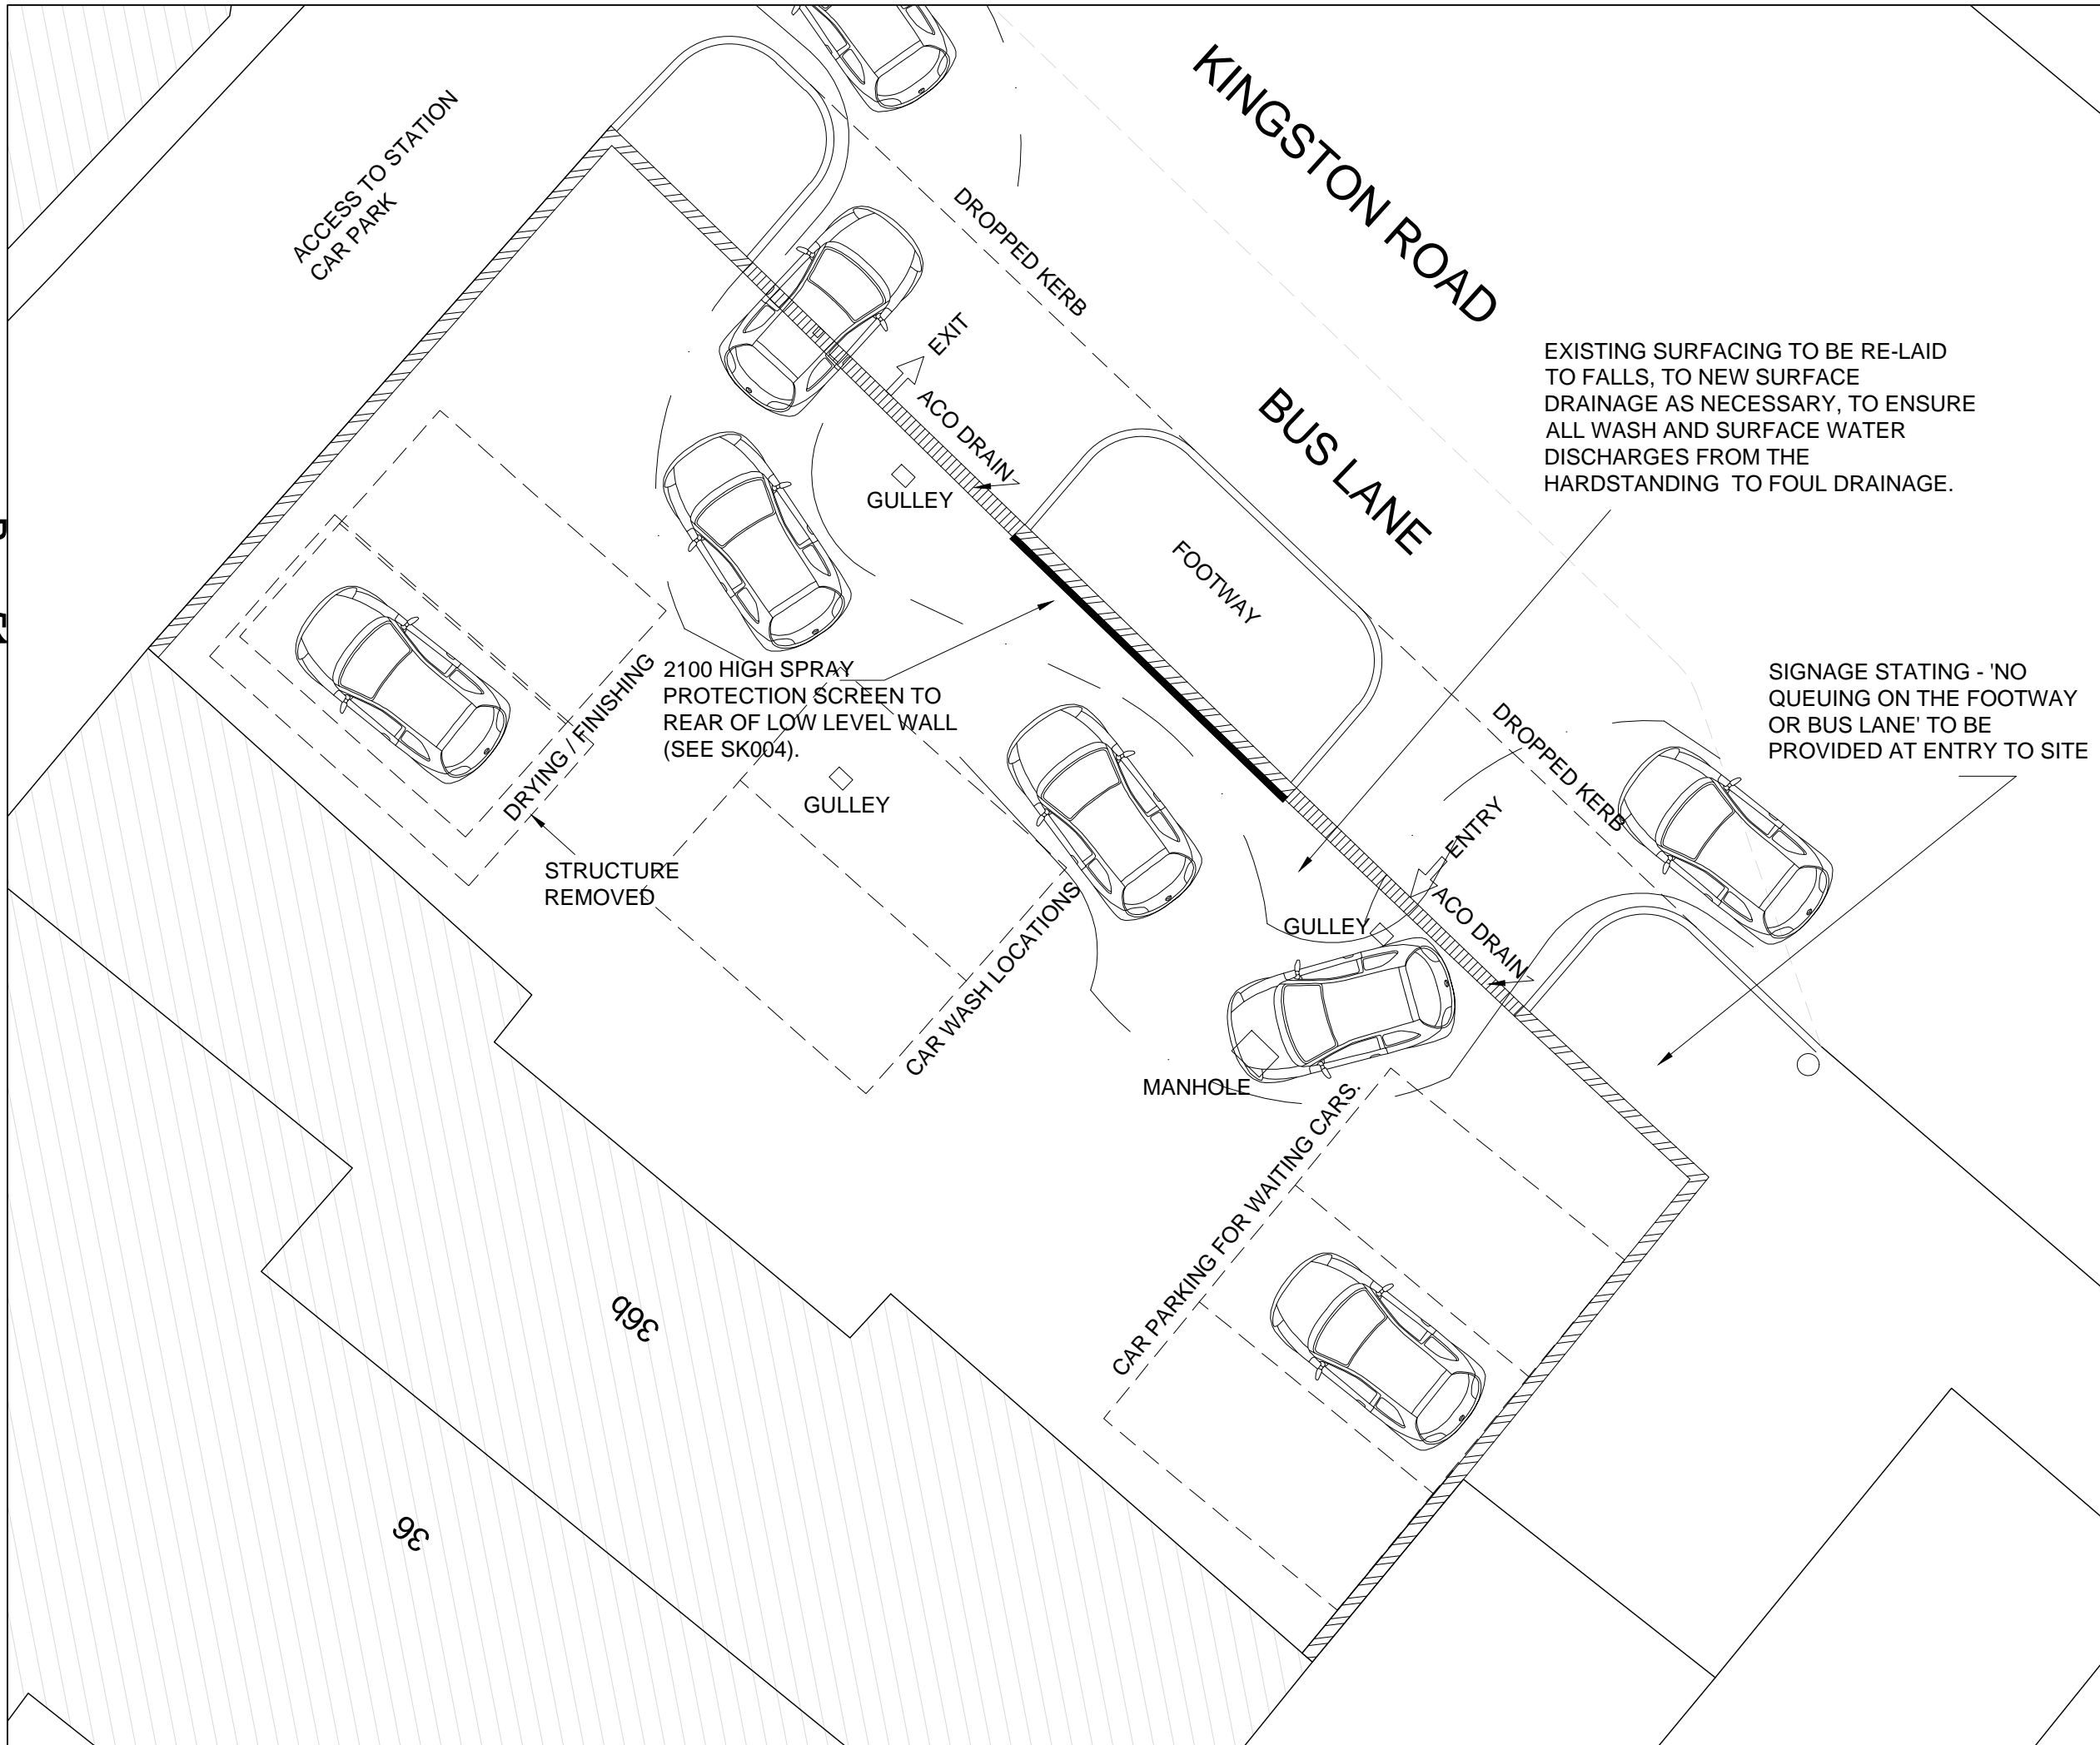 KINGSTON ROAD
ACCESS TO STATION
CAR PARK
DROPPED KERB
EXIT
ACO DRAIN
GULLEY
BUS LANE
EXISTING SURFACING TO BE RE-LAID
TO FALLS, TO NEW SURFACE
DRAINAGE AS NECESSARY, TO ENSURE
ALL WASH AND SURFACE WATER
DISCHARGES FROM THE
HARDSTANDING TO FOUL DRAINAGE.
FOOTWAY
2100 HIGH SPRAY
PROTECTION SCREEN TO
REAR OF LOW LEVEL WALL
(SEE SK004).
SIGNAGE STATING - 'NO
QUEUING ON THE FOOTWAY
OR BUS LANE' TO BE
PROVIDED AT ENTRY TO SITE
DRYING / FINISHING
DROPPED KERB
GULLEY
ENTRY
STRUCTURE
REMOVED
GULLEY
ACO DRAIN
CAR WASH LOCATIONS
MANHOLE
CAR PARKING FOR WAITING CARS.
36b
36